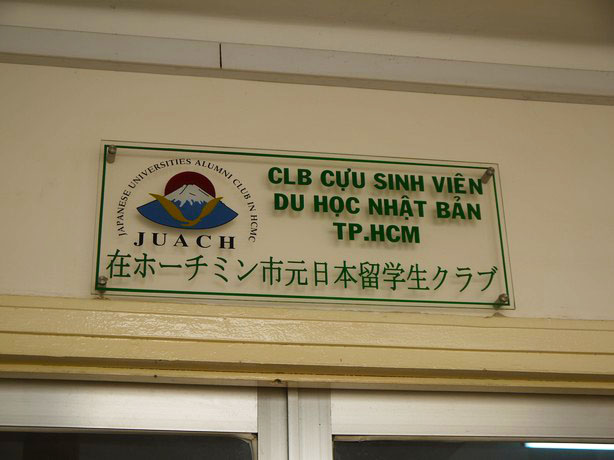 JAPANESE UNIVERSITIES ALUMNI CLUB IN HCMC
JUACH
CLB CỰU SINH VIÊN
DU HỌC NHẬT BẢN
TP.HCM
在ホーチミン市元日本留学生クラブ